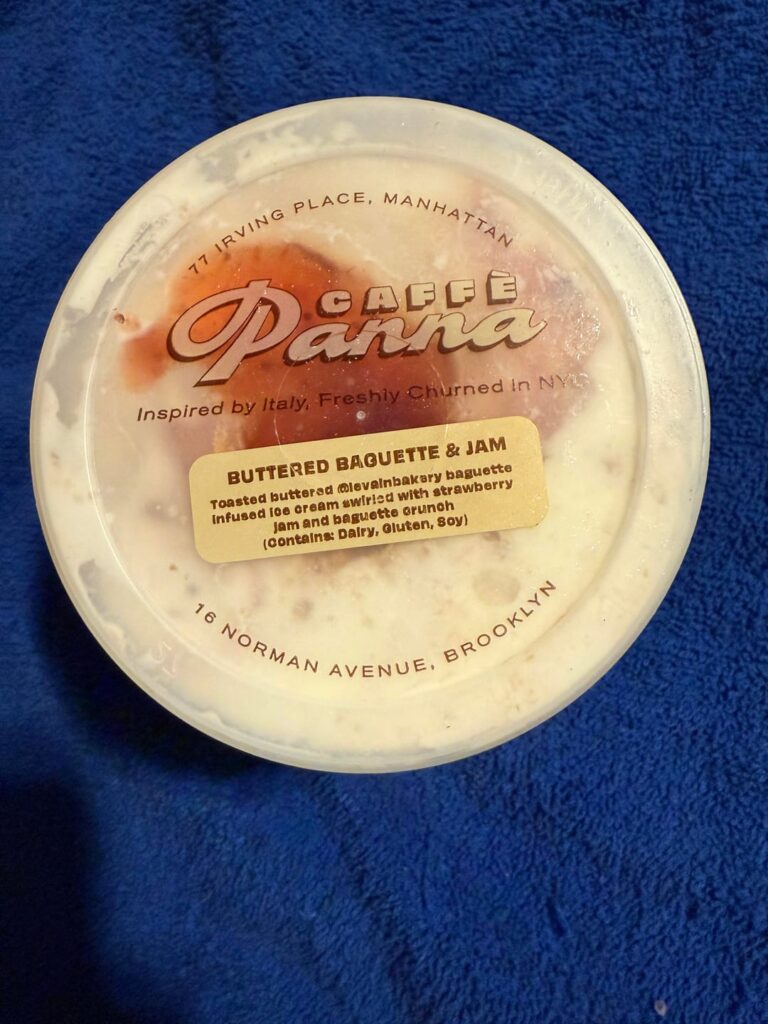 77 IRVING PLACE, MANHATTAN
CAFFÈ
Panna
Inspired by Italy, Freshly Churned in NYC
BUTTERED BAGUETTE & JAM
Toasted buttered @levainbakery baguette
infused ice cream swirled with strawberry
jam and baguette crunch
(Contains: Dairy, Gluten, Soy)
16 NORMAN AVENUE, BROOKLYN